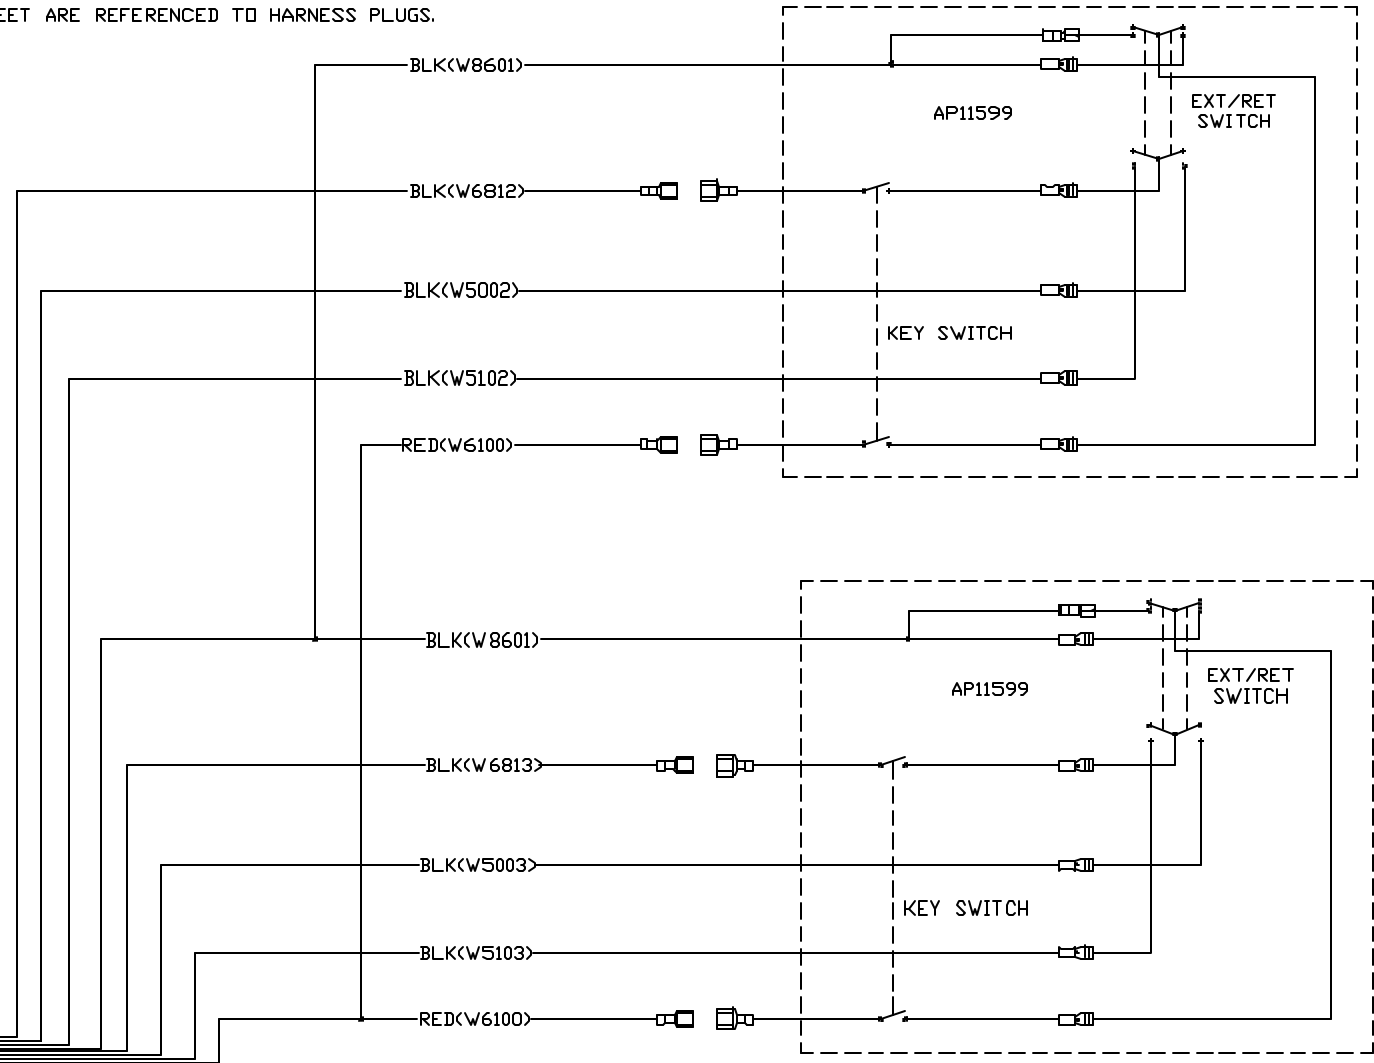 EET ARE REFERENCED TO HARNESS PLUGS.
BLK(W8601)
AP11599
EXT/RET
SWITCH
BLK(W6812)
BLK(W5002)
KEY SWITCH
BLK(W5102)
RED(W6100)
BLK(W8601)
AP11599
EXT/RET
SWITCH
BLK(W6813)
BLK(W5003)
KEY SWITCH
BLK(W5103)
RED(W6100)